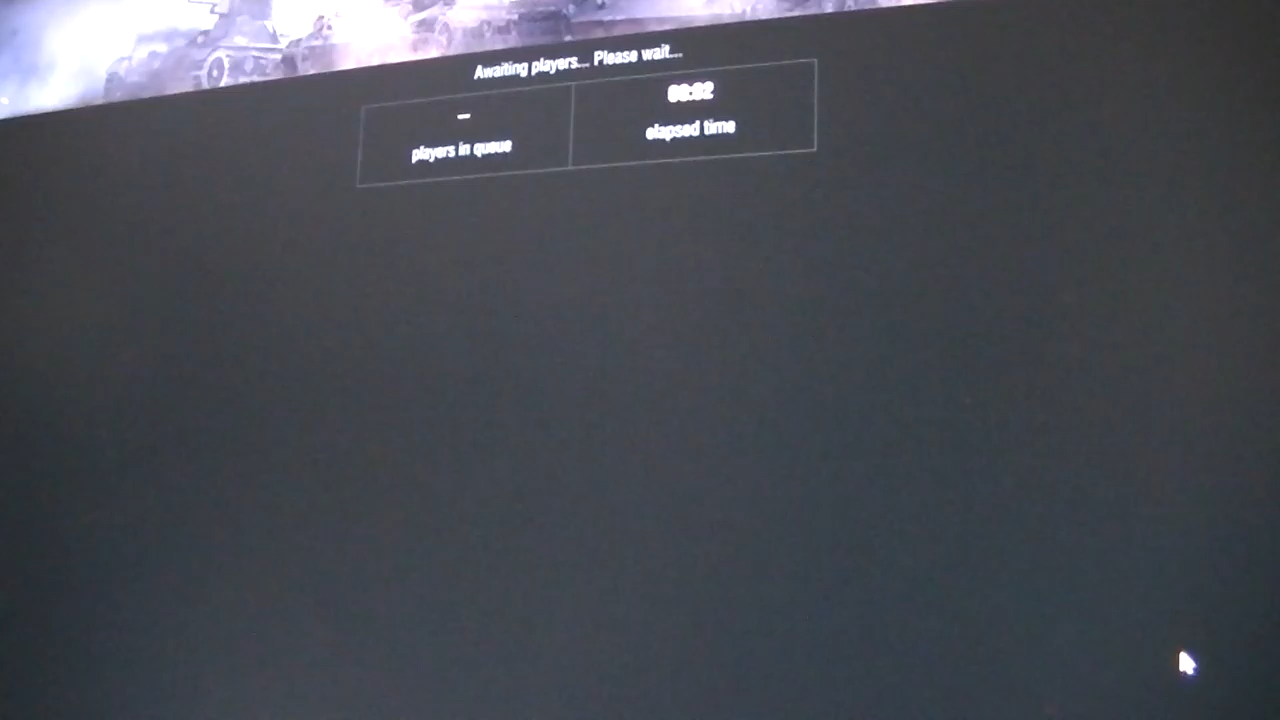 Awaiting players... Please wait...
--
players in queue
elapsed time